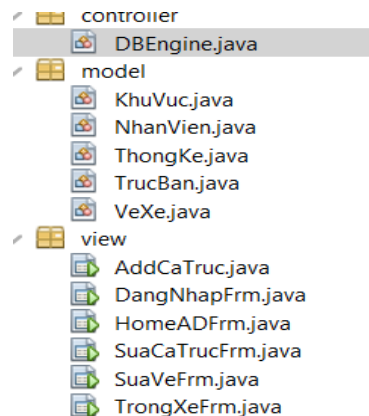 controller
DBEngine.java
model
KhuVuc.java
NhanVien.java
ThongKe.java
TrucBan.java
VeXe.java
view
AddCaTruc.java
DangNhapFrm.java
HomeADFrm.java
SuaCaTrucFrm.java
SuaVeFrm.java
TrongXeFrm.java